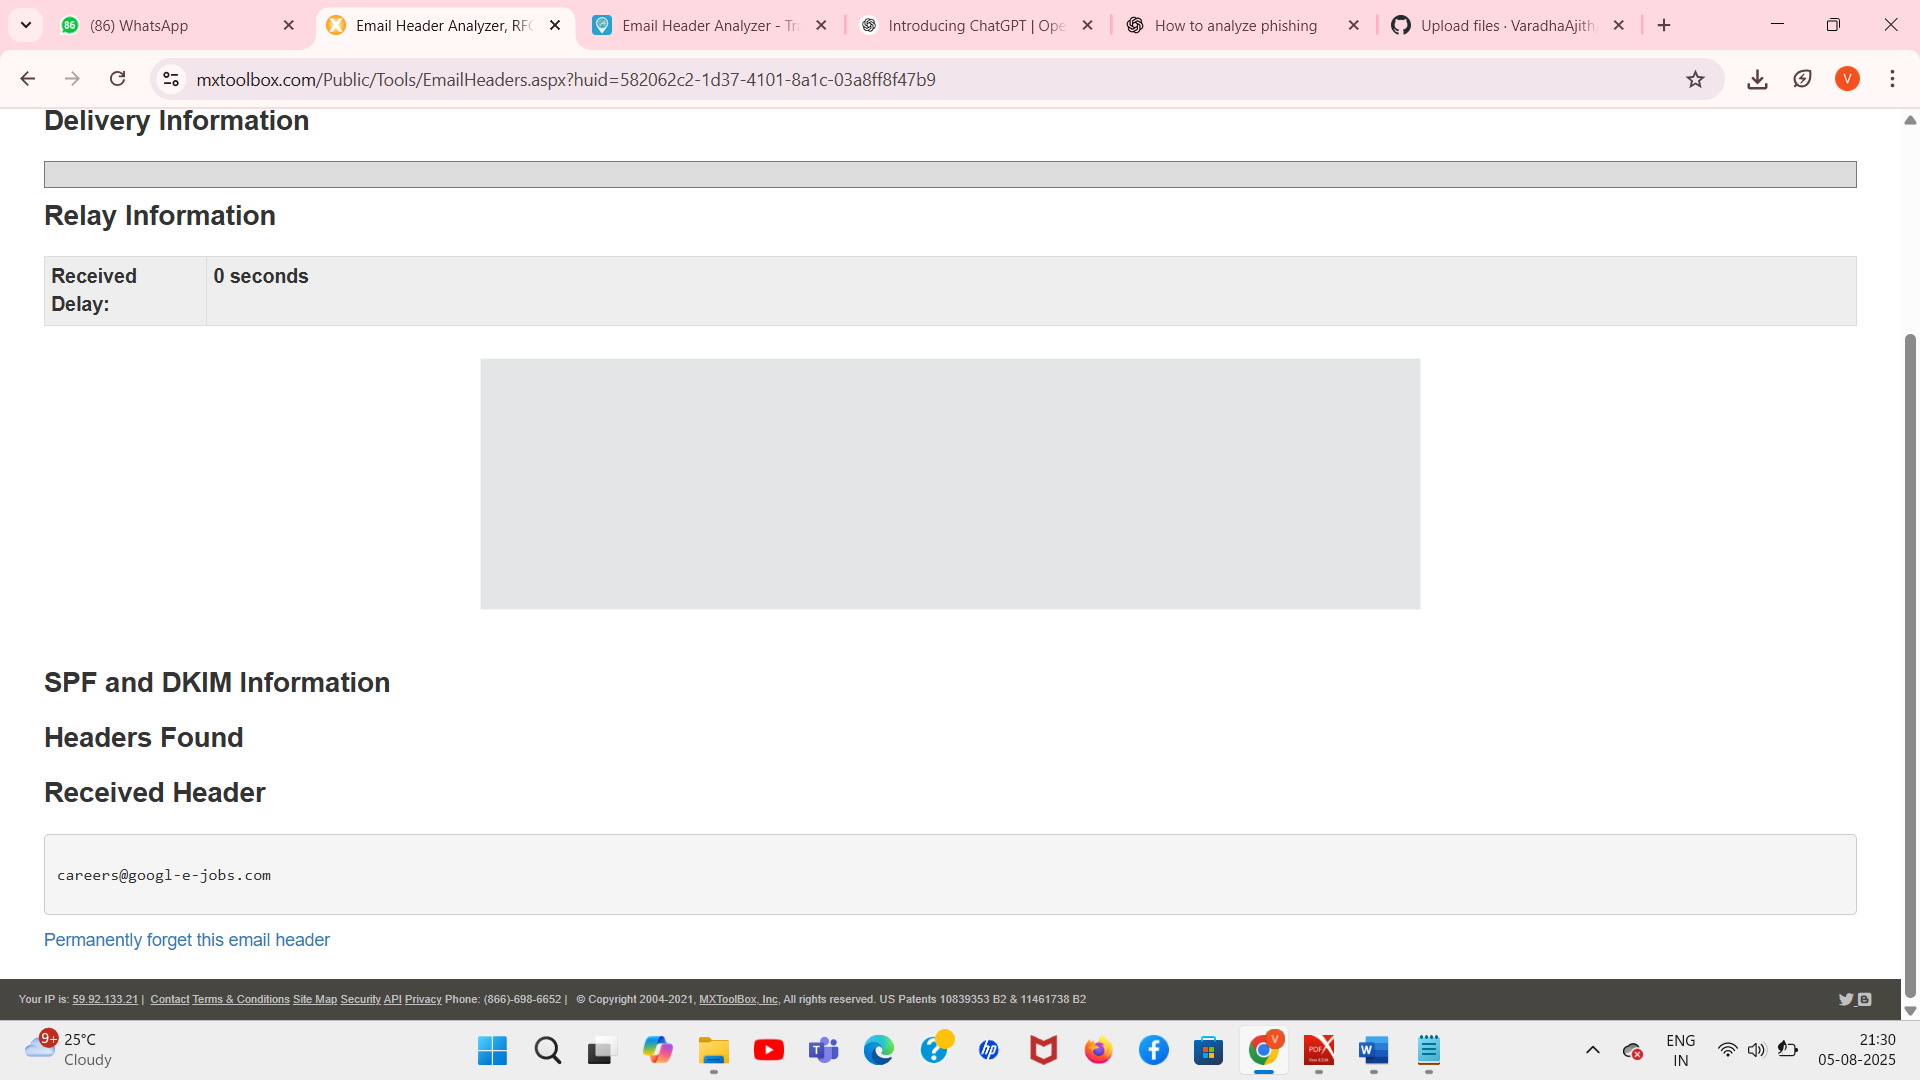 86
(86) WhatsApp
Email Header Analyzer, RFC
Email Header Analyzer - Tra
Introducing ChatGPT | Ope
How to analyze phishing
Upload files · VaradhaAjith
mxtoolbox.com/Public/Tools/EmailHeaders.aspx?huid=582062c2-1d37-4101-8a1c-03a8ff8f47b9
V
Delivery Information
Relay Information
Received Delay:
0 seconds
SPF and DKIM Information
Headers Found
Received Header
careers@googl-e-jobs.com
Permanently forget this email header
Your IP is: 59.92.133.21 | Contact Terms & Conditions Site Map Security API Privacy Phone: (866)-698-6652 | © Copyright 2004-2021, MXToolBox, Inc, All rights reserved. US Patents 10839353 B2 & 11461738 B2
9+
25°C
Cloudy
hp
V
PDF
W
ENG
IN
21:30
05-08-2025